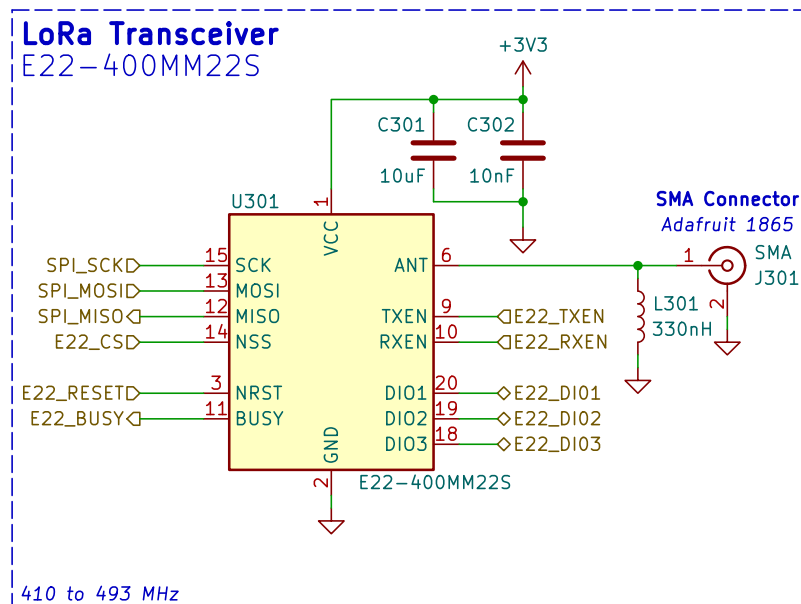 LoRa Transceiver
E22-400MM22S
+3V3
C301
C302
10uF
10nF
SMA Connector
Adafruit 1865
U301
1
VCC
SPI_SCK
15
SCK
ANT
6
1
SMA
J301
2
SPI_MOSI
13
MOSI
SPI_MISO
12
MISO
TXEN
9
E22_TXEN
L301
330nH
E22_CS
14
NSS
RXEN
10
E22_RXEN
E22_RESET
3
NRST
DIO1
20
E22_DIO1
E22_BUSY
11
BUSY
DIO2
19
E22_DIO2
DIO3
18
E22_DIO3
GND
2
E22-400MM22S
410 to 493 MHz